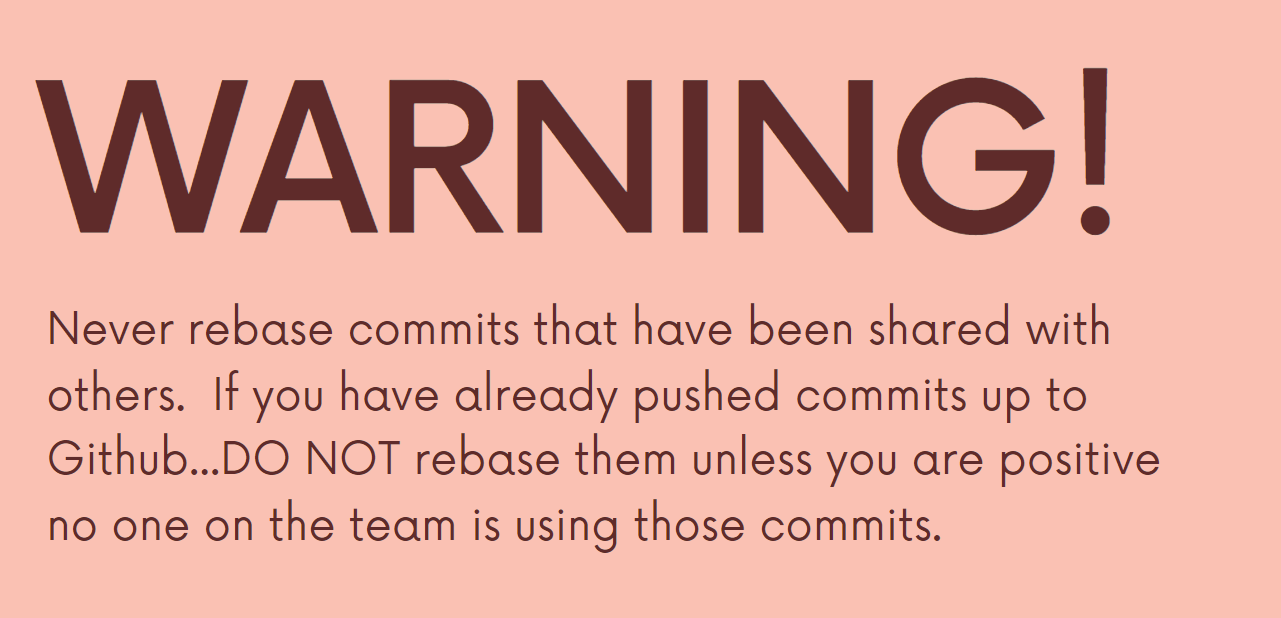 WARNING!
Never rebase commits that have been shared with
others.  If you have already pushed commits up to
Github...DO NOT rebase them unless you are positive
no one on the team is using those commits.